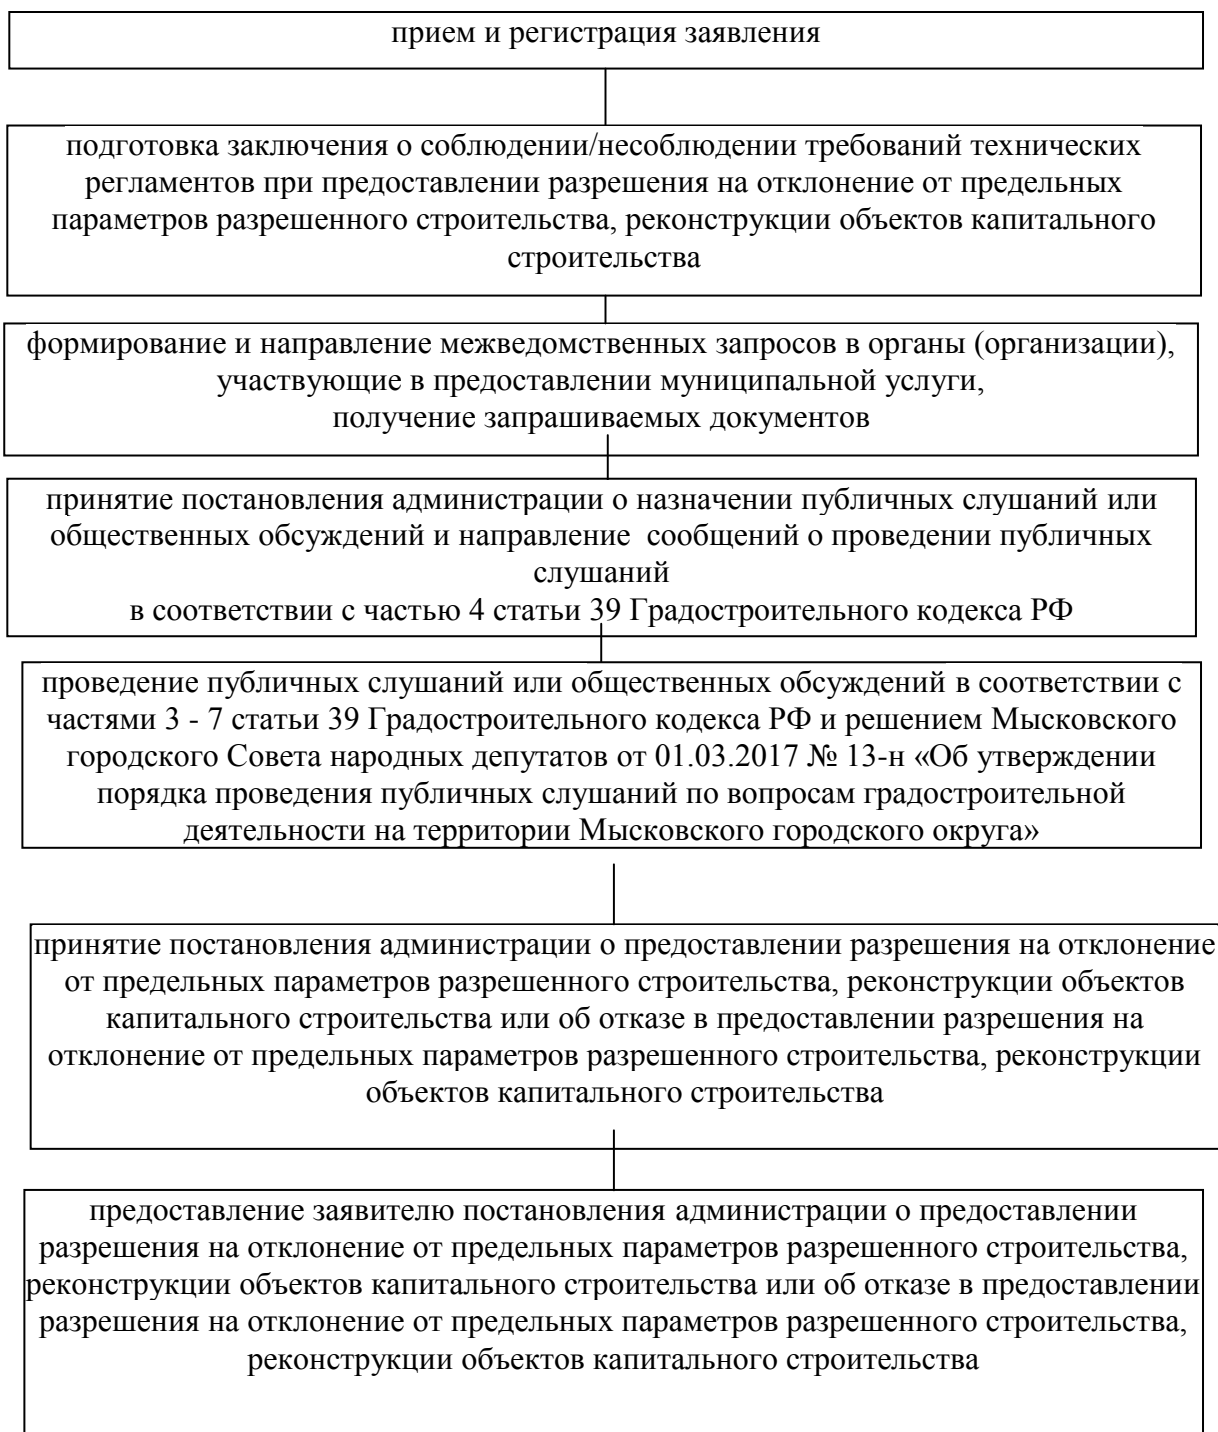 прием и регистрация заявления
подготовка заключения о соблюдении/несоблюдении требований технических
регламентов при предоставлении разрешения на отклонение от предельных
параметров разрешенного строительства, реконструкции объектов капитального
строительства
формирование и направление межведомственных запросов в органы (организации),
участвующие в предоставлении муниципальной услуги,
получение запрашиваемых документов
принятие постановления администрации о назначении публичных слушаний или
общественных обсуждений и направление  сообщений о проведении публичных
слушаний
в соответствии с частью 4 статьи 39 Градостроительного кодекса РФ
проведение публичных слушаний или общественных обсуждений в соответствии с
частями 3 - 7 статьи 39 Градостроительного кодекса РФ и решением Мысковского
городского Совета народных депутатов от 01.03.2017 № 13-н «Об утверждении
порядка проведения публичных слушаний по вопросам градостроительной
деятельности на территории Мысковского городского округа»
принятие постановления администрации о предоставлении разрешения на отклонение
от предельных параметров разрешенного строительства, реконструкции объектов
капитального строительства или об отказе в предоставлении разрешения на
отклонение от предельных параметров разрешенного строительства, реконструкции
объектов капитального строительства
предоставление заявителю постановления администрации о предоставлении
разрешения на отклонение от предельных параметров разрешенного строительства,
реконструкции объектов капитального строительства или об отказе в предоставлении
разрешения на отклонение от предельных параметров разрешенного строительства,
реконструкции объектов капитального строительства